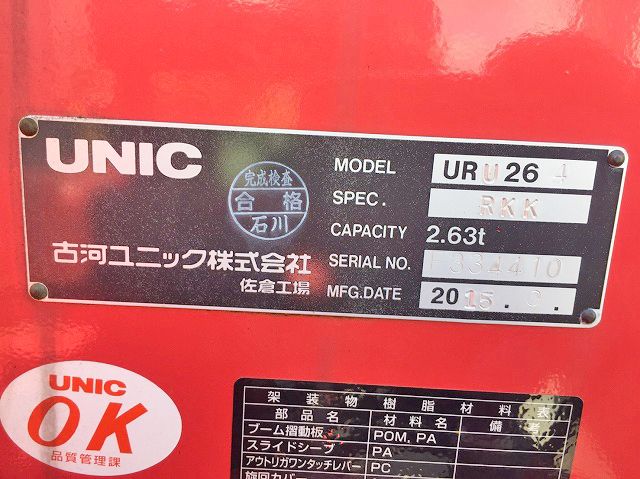 UNIC
完成検査
合格
石川
古河ユニック株式会社
佐倉工場
MODEL URU264
SPEC. RKK
CAPACITY 2.63t
SERIAL NO. 334410
MFG.DATE 2015.
UNIC
OK
品質管理課
架装物樹脂材料表
部品名 材料名 備考
ブーム摺動板 POM, PA
スライドシーブ PA
アウトリガワンタッチレバー PC
旋回カバー